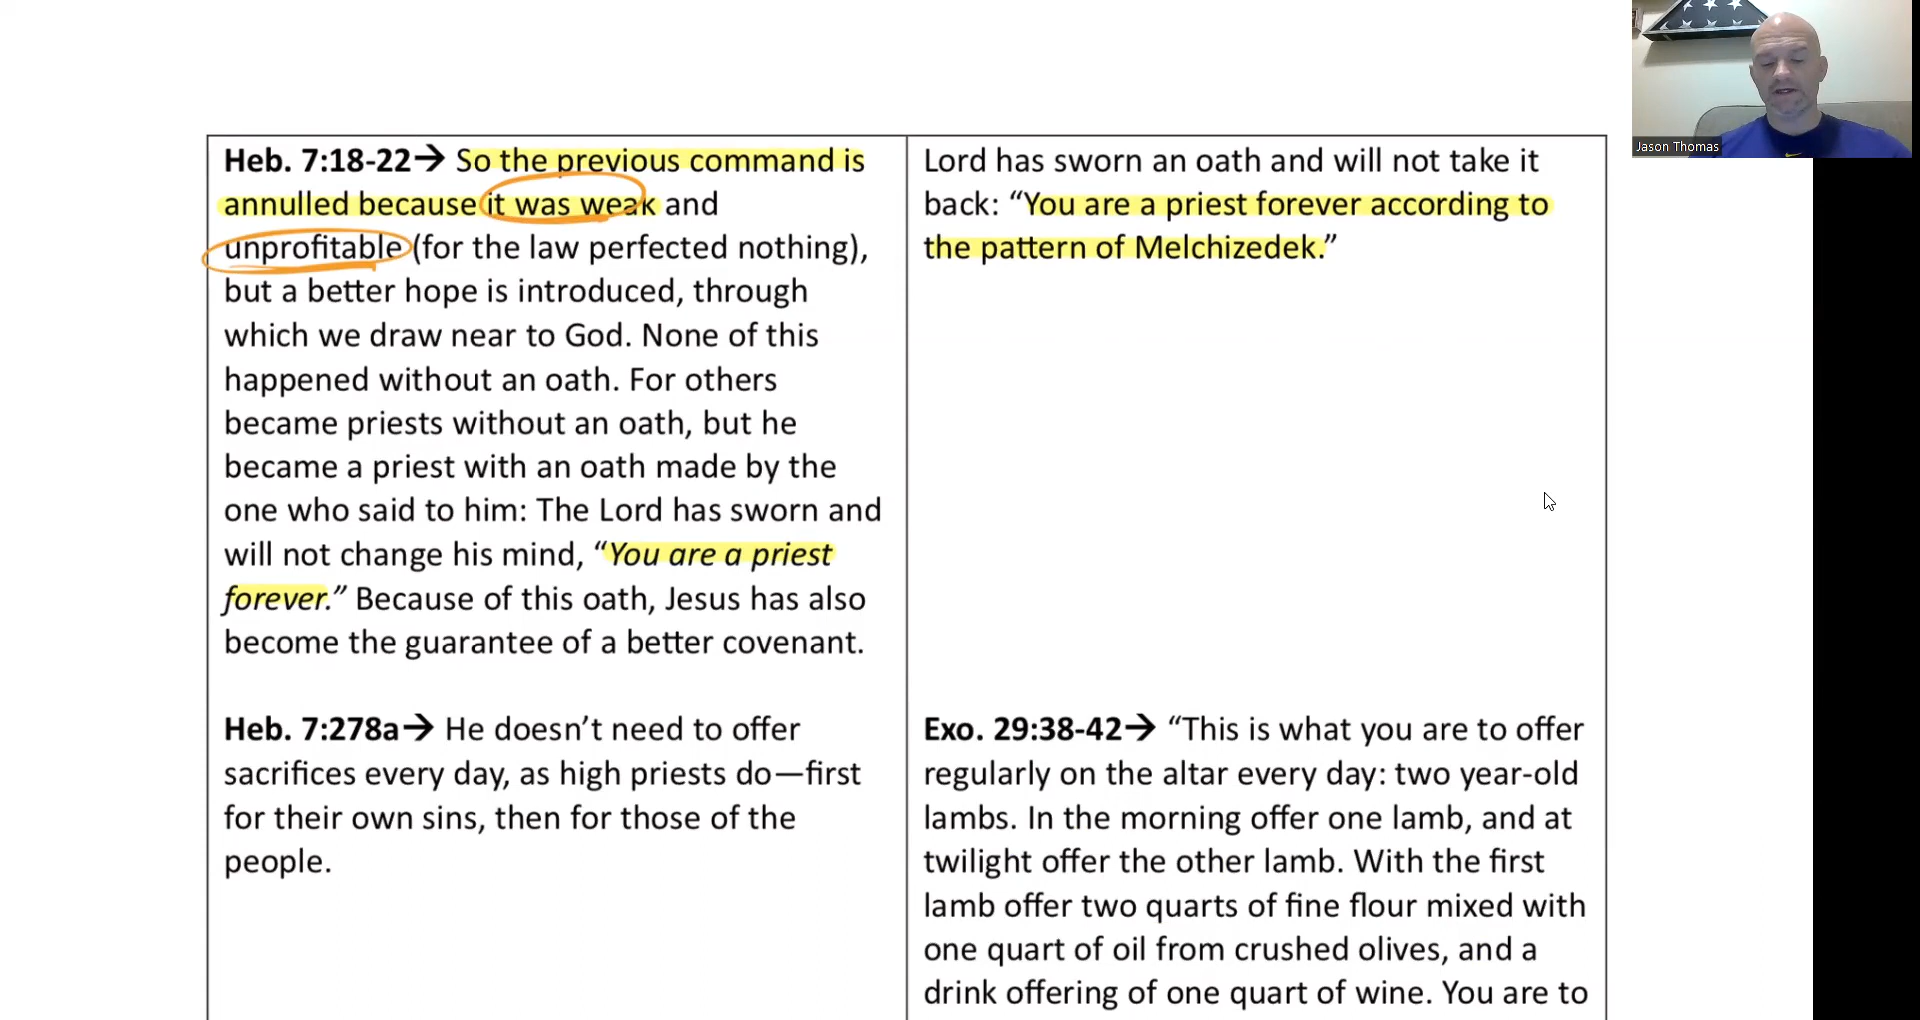 Heb. 7:18-22→ So the previous command is
annulled because it was weak and
unprofitable (for the law perfected nothing),
but a better hope is introduced, through
which we draw near to God. None of this
happened without an oath. For others
became priests without an oath, but he
became a priest with an oath made by the
one who said to him: The Lord has sworn and
will not change his mind, “You are a priest
forever.” Because of this oath, Jesus has also
become the guarantee of a better covenant.
Heb. 7:278a→ He doesn’t need to offer
sacrifices every day, as high priests do—first
for their own sins, then for those of the
people.
Lord has sworn an oath and will not take it
back: “You are a priest forever according to
the pattern of Melchizedek.”
Exo. 29:38-42→ “This is what you are to offer
regularly on the altar every day: two year-old
lambs. In the morning offer one lamb, and at
twilight offer the other lamb. With the first
lamb offer two quarts of fine flour mixed with
one quart of oil from crushed olives, and a
drink offering of one quart of wine. You are to
Jason Thomas